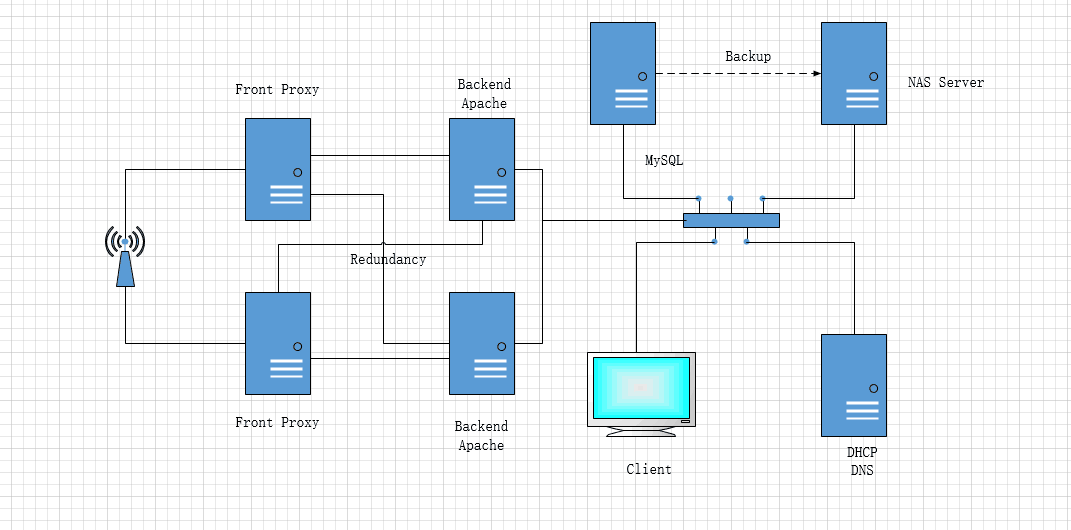 Front Proxy
Backend
Apache
Backup
NAS Server
MySQL
Redundancy
Front Proxy
Backend
Apache
Client
DHCP
DNS